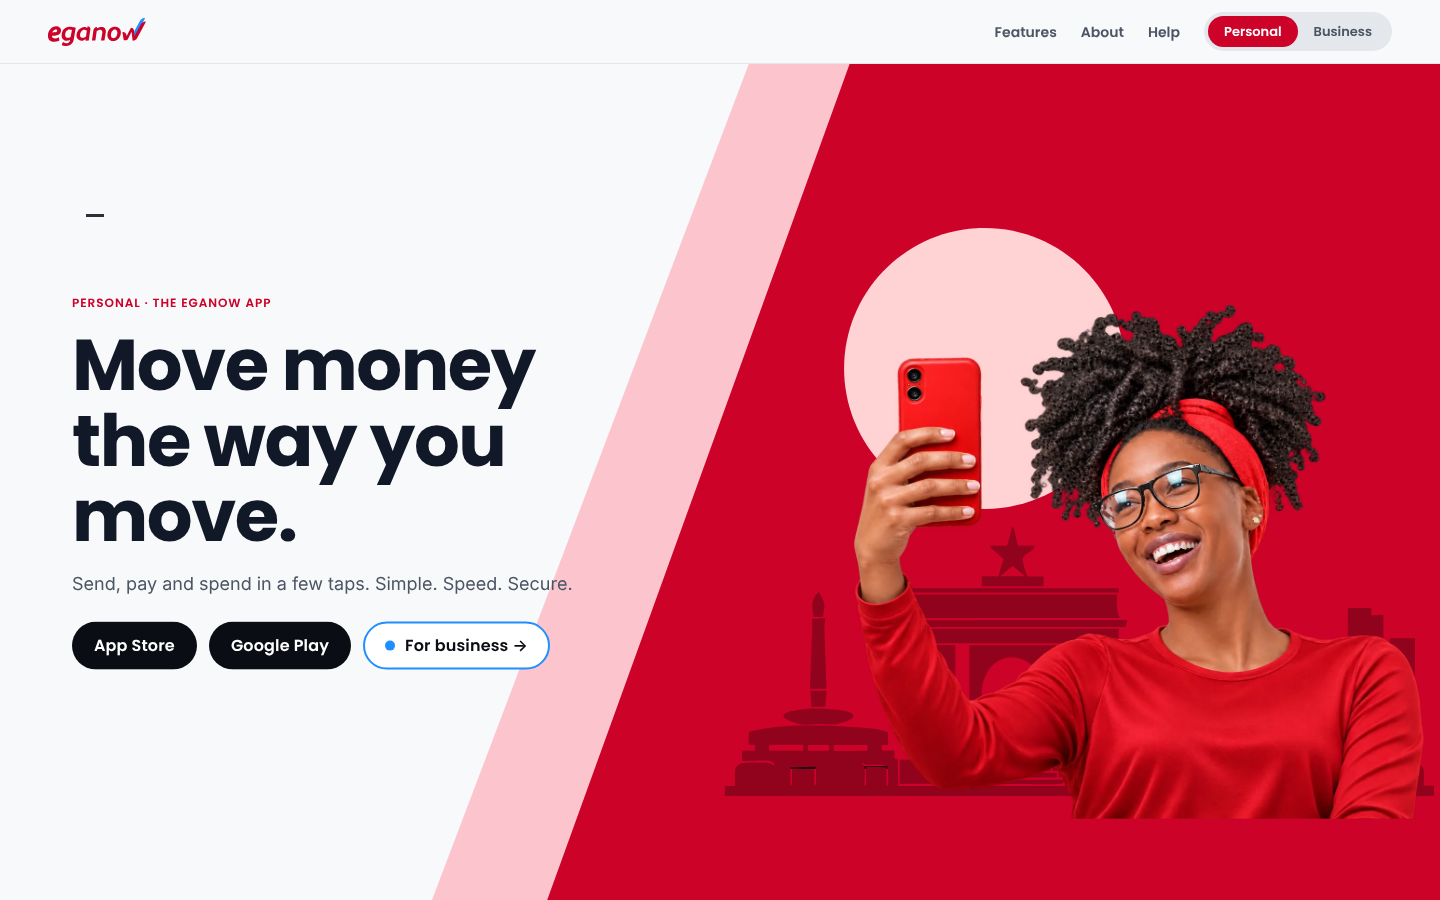 eganow
Features About Help Personal Business
PERSONAL · THE EGANOW APP
Move money
the way you
move.
Send, pay and spend in a few taps. Simple. Speed. Secure.
App Store Google Play For business →